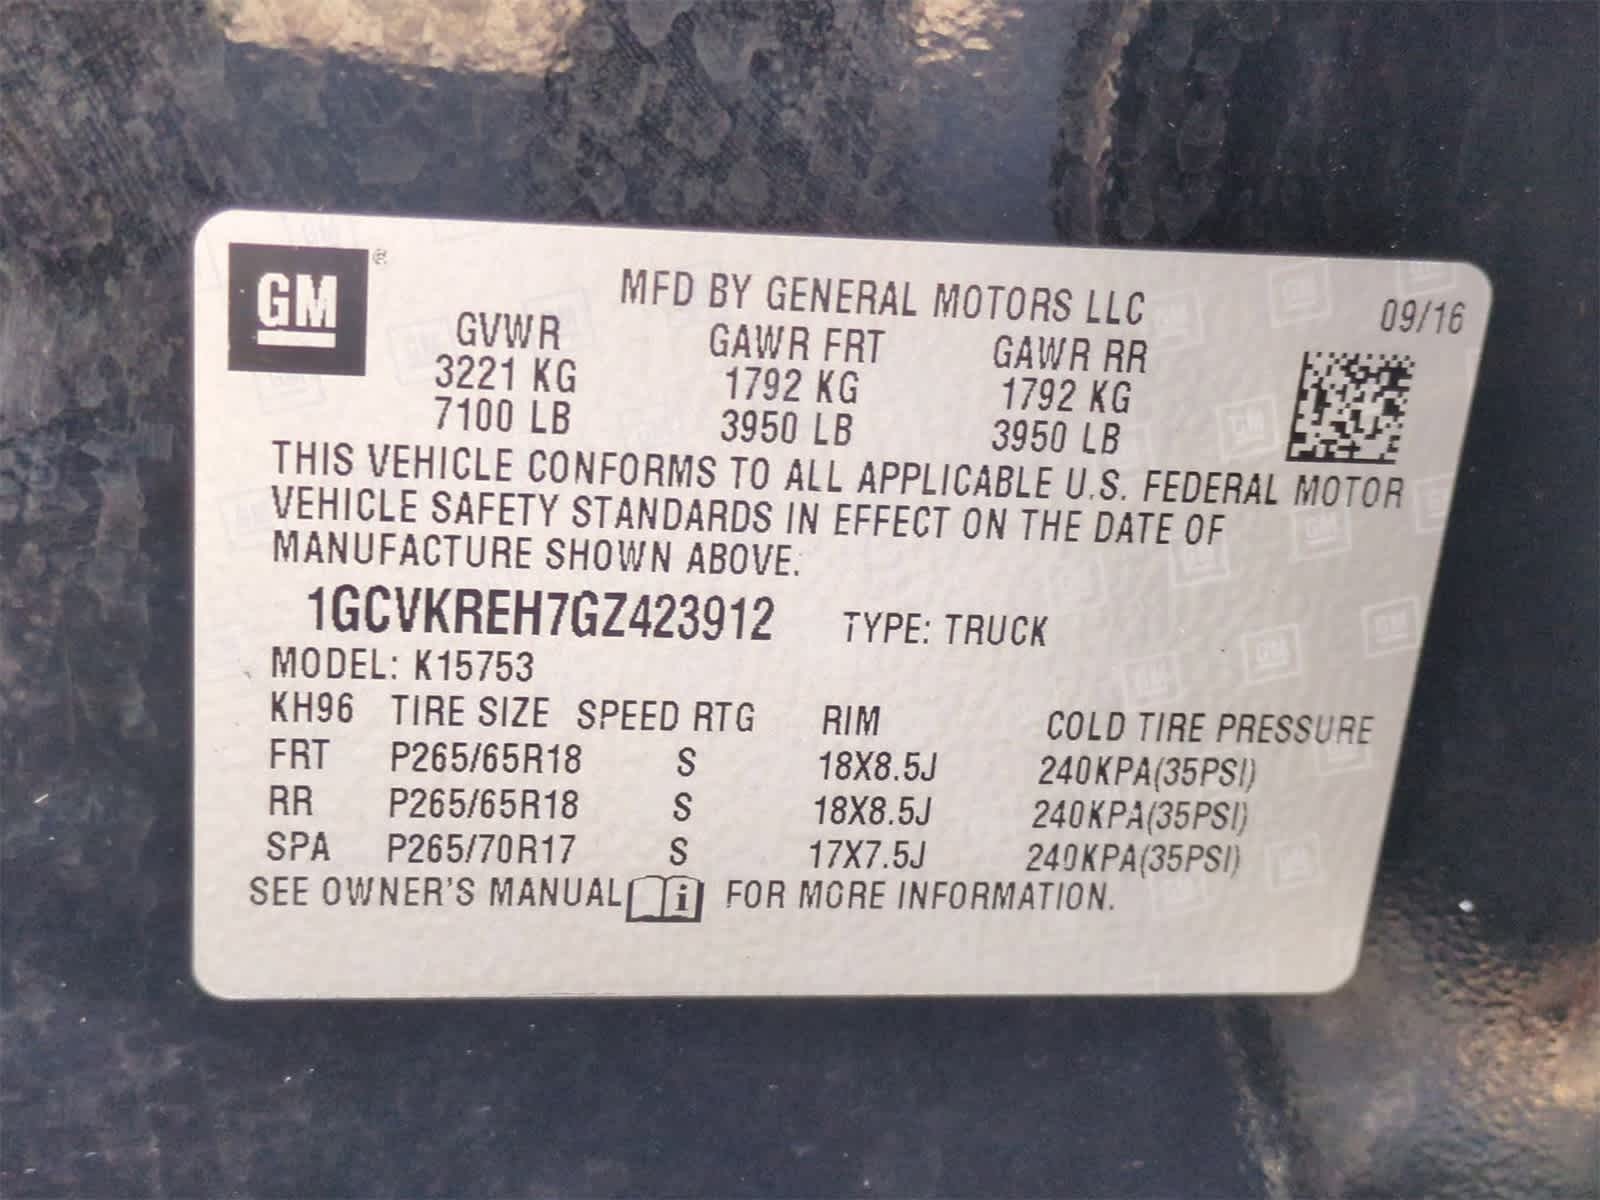 GM®
MFD BY GENERAL MOTORS LLC
09/16
GVWR GAWR FRT GAWR RR
3221 KG 1792 KG 1792 KG
7100 LB 3950 LB 3950 LB
THIS VEHICLE CONFORMS TO ALL APPLICABLE U.S. FEDERAL MOTOR
VEHICLE SAFETY STANDARDS IN EFFECT ON THE DATE OF
MANUFACTURE SHOWN ABOVE.
1GCVKREH7GZ423912 TYPE: TRUCK
MODEL: K15753
KH96 TIRE SIZE SPEED RTG RIM COLD TIRE PRESSURE
FRT P265/65R18 S 18X8.5J 240KPA(35PSI)
RR P265/65R18 S 18X8.5J 240KPA(35PSI)
SPA P265/70R17 S 17X7.5J 240KPA(35PSI)
SEE OWNER'S MANUAL i FOR MORE INFORMATION.